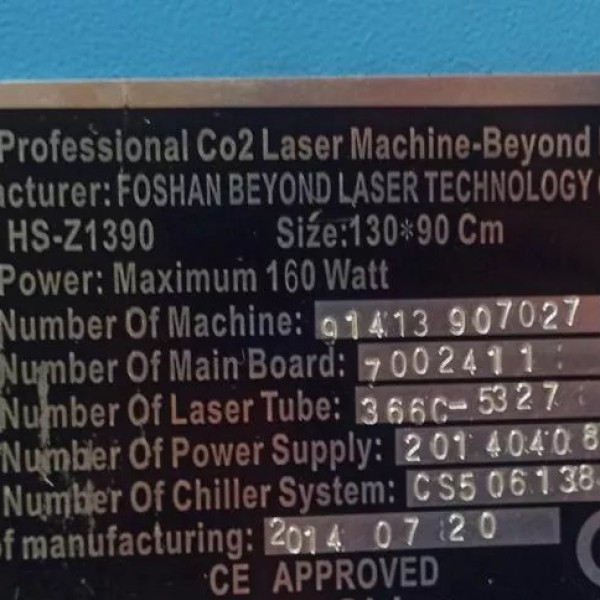 Professional Co2 Laser Machine-Beyond
acturer: FOSHAN BEYOND LASER TECHNOLOGY
HS-Z1390 Size:130*90 Cm
Power: Maximum 160 Watt
Number Of Machine: 91413 907027
Number Of Main Board: 7002411
Number Of Laser Tube: 366C-5327
Number Of Power Supply: 20140408
Number Of Chiller System: CS506138
of manufacturing: 2014 07 20
CE APPROVED